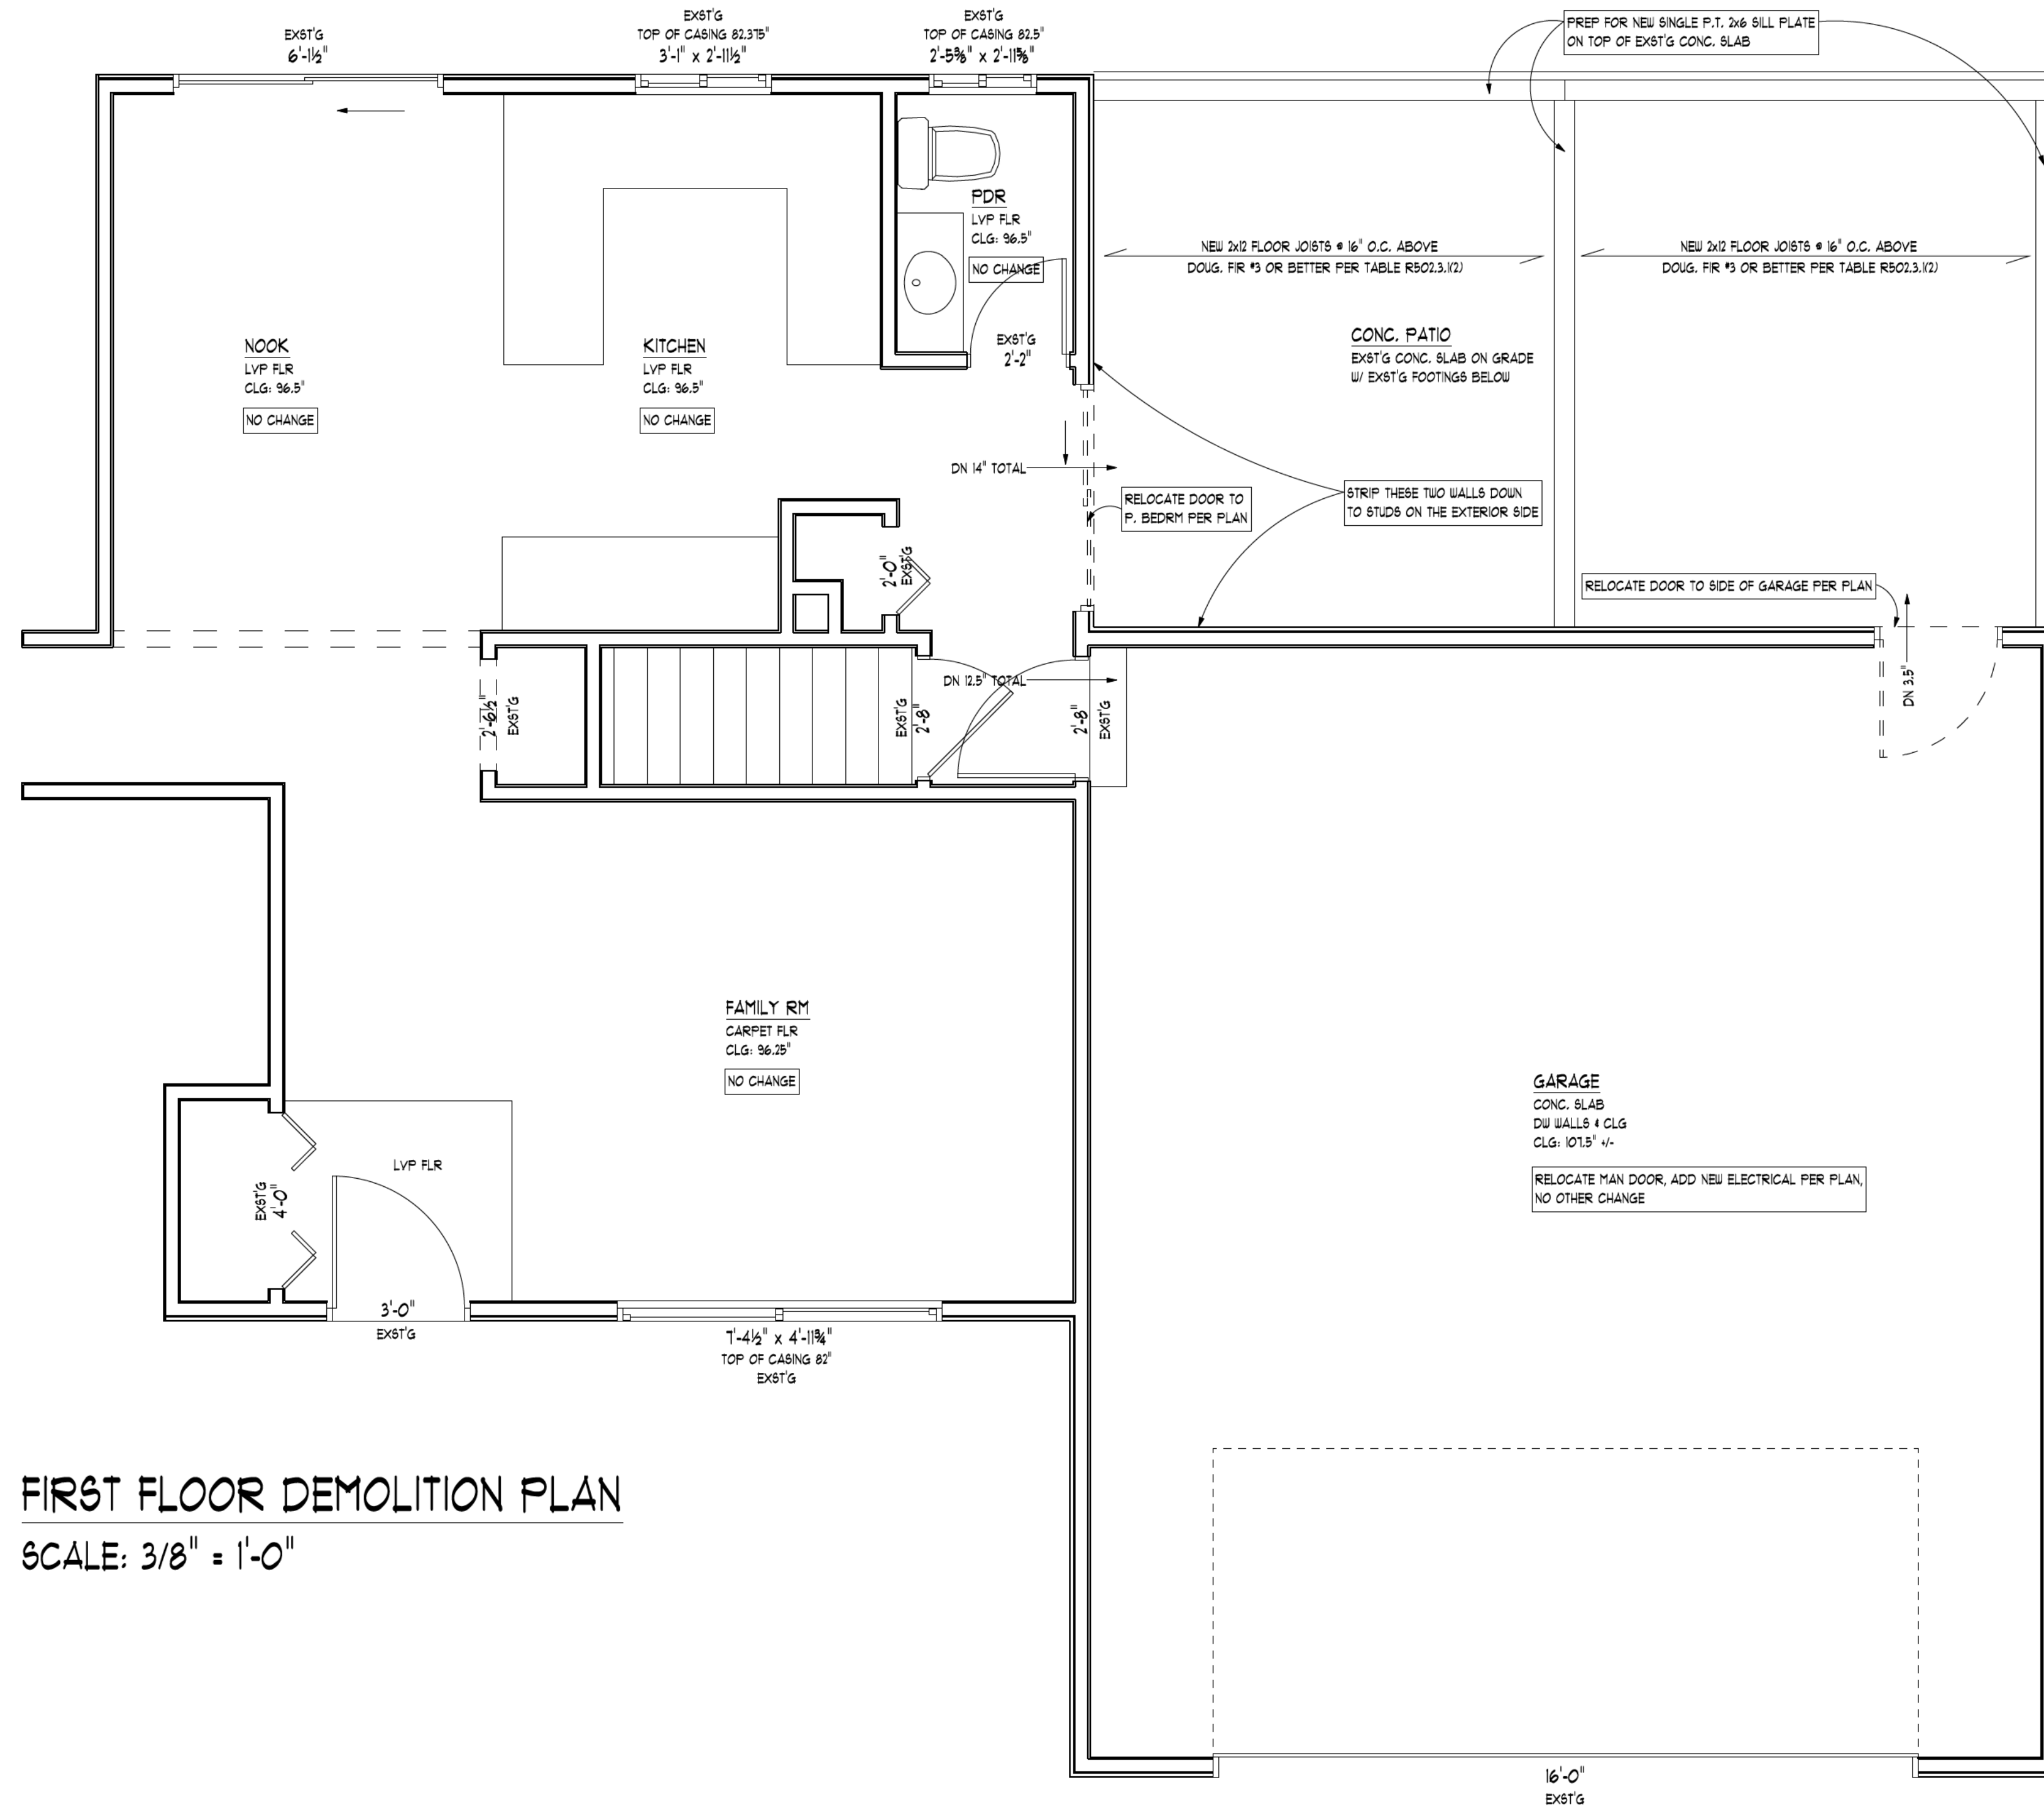 EXST'G
6'-1½"
EXST'G
TOP OF CASING 82.375"
3'-1" x 2'-11½"
EXST'G
TOP OF CASING 82.5"
2'-5⅝" x 2'-11⅝"
PREP FOR NEW SINGLE P.T. 2x6 SILL PLATE
ON TOP OF EXST'G CONC. SLAB
PDR
LVP FLR
CLG: 96.5"
NO CHANGE
EXST'G
2'-2"
NEW 2x12 FLOOR JOISTS @ 16" O.C. ABOVE
DOUG. FIR #3 OR BETTER PER TABLE R502.3.1(2)
NEW 2x12 FLOOR JOISTS @ 16" O.C. ABOVE
DOUG. FIR #3 OR BETTER PER TABLE R502.3.1(2)
NOOK
LVP FLR
CLG: 96.5"
NO CHANGE
KITCHEN
LVP FLR
CLG: 96.5"
NO CHANGE
CONC. PATIO
EXST'G CONC. SLAB ON GRADE
W/ EXST'G FOOTINGS BELOW
DN 14" TOTAL
RELOCATE DOOR TO
P. BEDRM PER PLAN
STRIP THESE TWO WALLS DOWN
TO STUDS ON THE EXTERIOR SIDE
2'-0"
EXST'G
RELOCATE DOOR TO SIDE OF GARAGE PER PLAN
2'-6½"
EXST'G
EXST'G
2'-8"
DN 12.5" TOTAL
2'-8"
EXST'G
DN 3.5"
FAMILY RM
CARPET FLR
CLG: 96.25"
NO CHANGE
GARAGE
CONC. SLAB
DW WALLS & CLG
CLG: 107.5" +/-
RELOCATE MAN DOOR, ADD NEW ELECTRICAL PER PLAN,
NO OTHER CHANGE
LVP FLR
EXST'G
4'-0"
3'-0"
EXST'G
7'-4½" x 4'-11¾"
TOP OF CASING 82"
EXST'G
FIRST FLOOR DEMOLITION PLAN
SCALE: 3/8" = 1'-0"
16'-0"
EXST'G